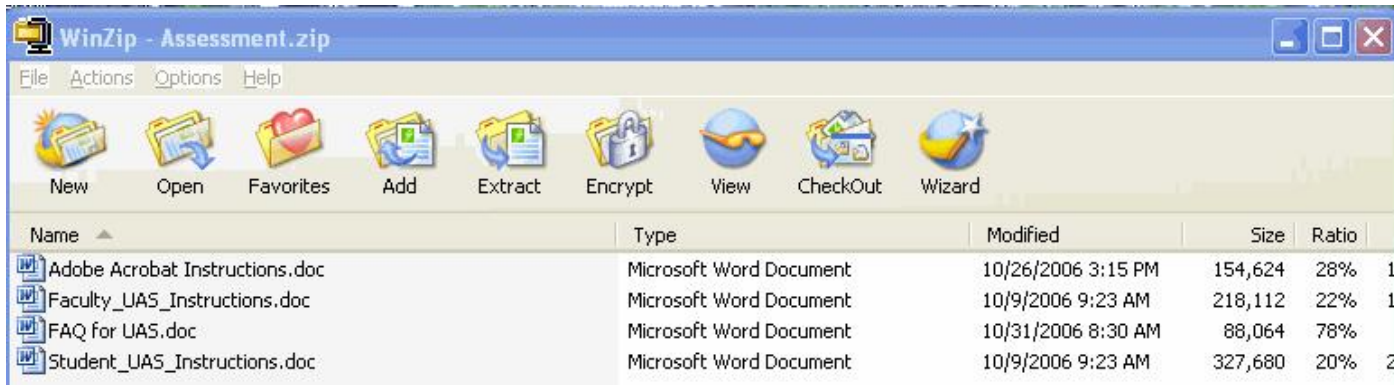 WinZip - Assessment.zip
File Actions Options Help
New Open Favorites Add Extract Encrypt View CheckOut Wizard
Name Type Modified Size Ratio
Adobe Acrobat Instructions.doc Microsoft Word Document 10/26/2006 3:15 PM 154,624 28% 1
Faculty_UAS_Instructions.doc Microsoft Word Document 10/9/2006 9:23 AM 218,112 22% 1
FAQ for UAS.doc Microsoft Word Document 10/31/2006 8:30 AM 88,064 78%
Student_UAS_Instructions.doc Microsoft Word Document 10/9/2006 9:23 AM 327,680 20% 2